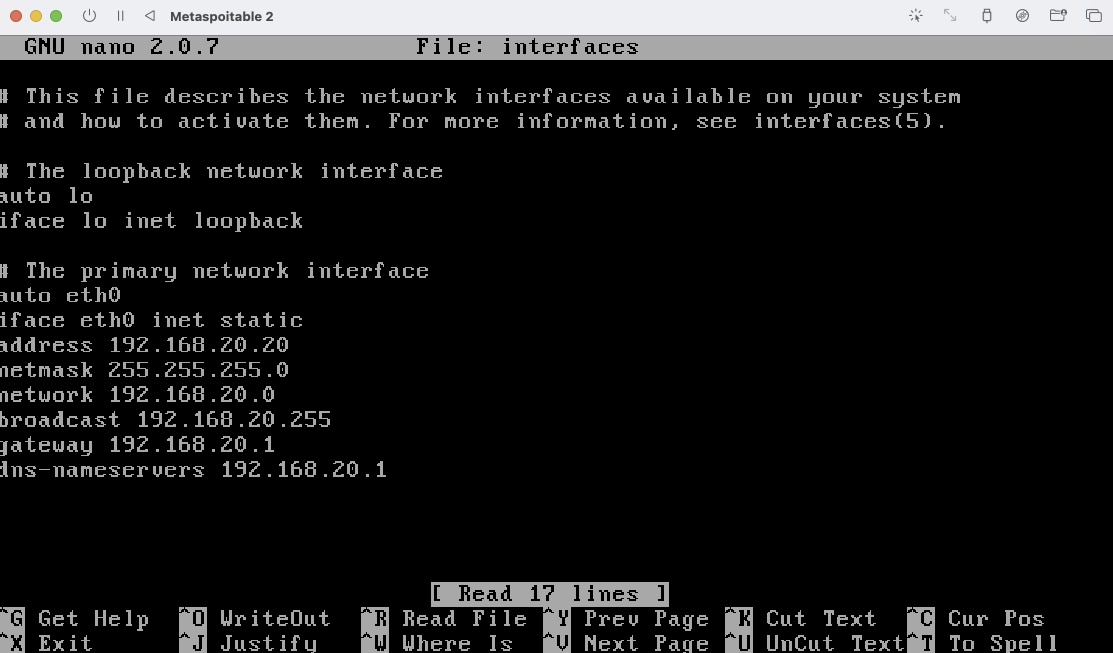 Metaspoitable 2
GNU nano 2.0.7 File: interfaces
# This file describes the network interfaces available on your system
# and how to activate them. For more information, see interfaces(5).
# The loopback network interface
auto lo
iface lo inet loopback
# The primary network interface
auto eth0
iface eth0 inet static
address 192.168.20.20
netmask 255.255.255.0
network 192.168.20.0
broadcast 192.168.20.255
gateway 192.168.20.1
dns-nameservers 192.168.20.1
[ Read 17 lines ]
^G Get Help ^O WriteOut ^R Read File ^Y Prev Page ^K Cut Text ^C Cur Pos
^X Exit ^J Justify ^W Where Is ^V Next Page ^U UnCut Text ^T To Spell